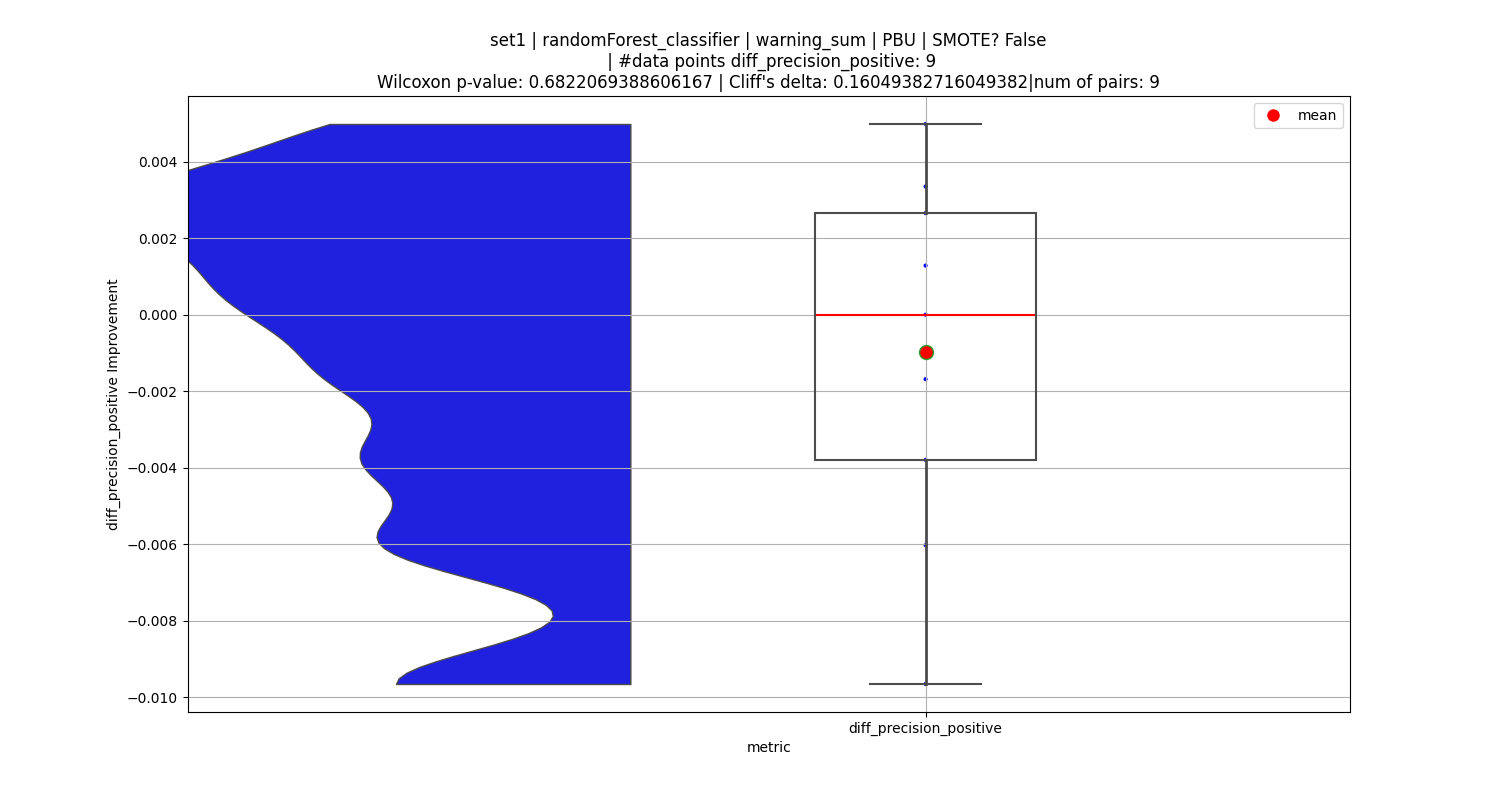 set1 | randomForest_classifier | warning_sum | PBU | SMOTE? False
| #data points diff_precision_positive: 9
Wilcoxon p-value: 0.6822069388606167 | Cliff's delta: 0.16049382716049382|num of pairs: 9
mean
0.004
0.002
0.000
−0.002
−0.004
−0.006
−0.008
−0.010
diff_precision_positive Improvement
diff_precision_positive
metric